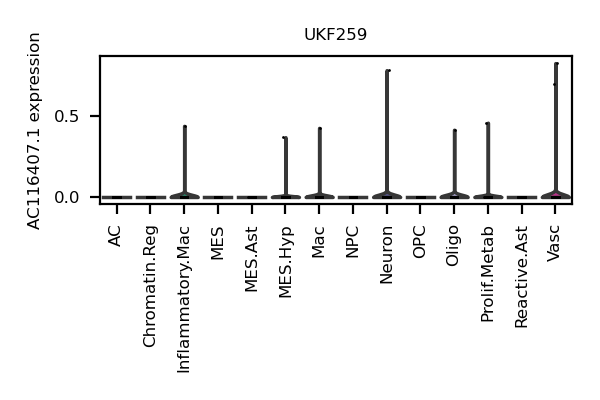 UKF259
AC116407.1 expression
0.5
0.0
AC
Chromatin.Reg
Inflammatory.Mac
MES
MES.Ast
MES.Hyp
Mac
NPC
Neuron
OPC
Oligo
Prolif.Metab
Reactive.Ast
Vasc